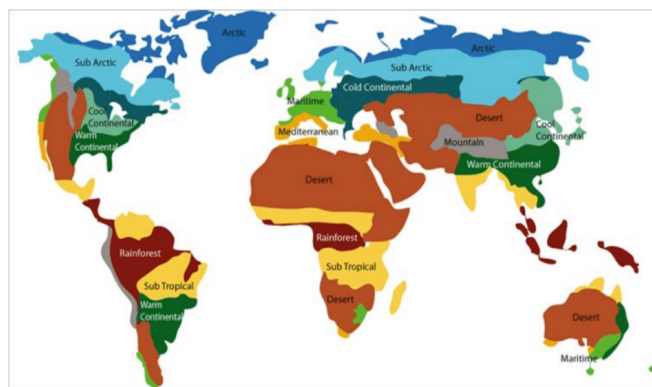 Arctic
Arctic
Sub Arctic
Sub Arctic
Cold Continental
Maritime
Cool
Continental
Desert
Cool
Continental
Mediterranean
Warm
Continental
Mountain
Warm Continental
Desert
Rainforest
Rainforest
Sub Tropical
Sub Tropical
Warm
Continental
Desert
Desert
Maritime